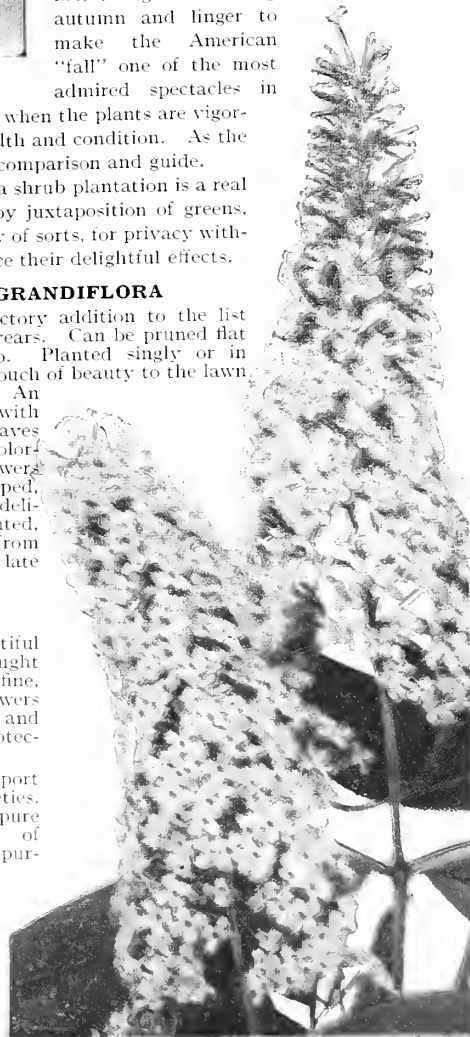 autumn and linger to
make the American
“fall” one of the most
admired spectacles in
when the plants are vigor-
lth and condition. As the
comparison and guide.
a shrub plantation is a real
by juxtaposition of greens,
of sorts, for privacy with-
ce their delightful effects.
GRANDIFLORA
ctory addition to the list
years. Can be pruned flat
o. Planted singly or in
ouch of beauty to the lawn
An
with
aves
olor-
wers
ped,
deli-
nted,
from
late
tiful
ught
fine,
wers
and
otec-
port
ties.
pure
of
pur-